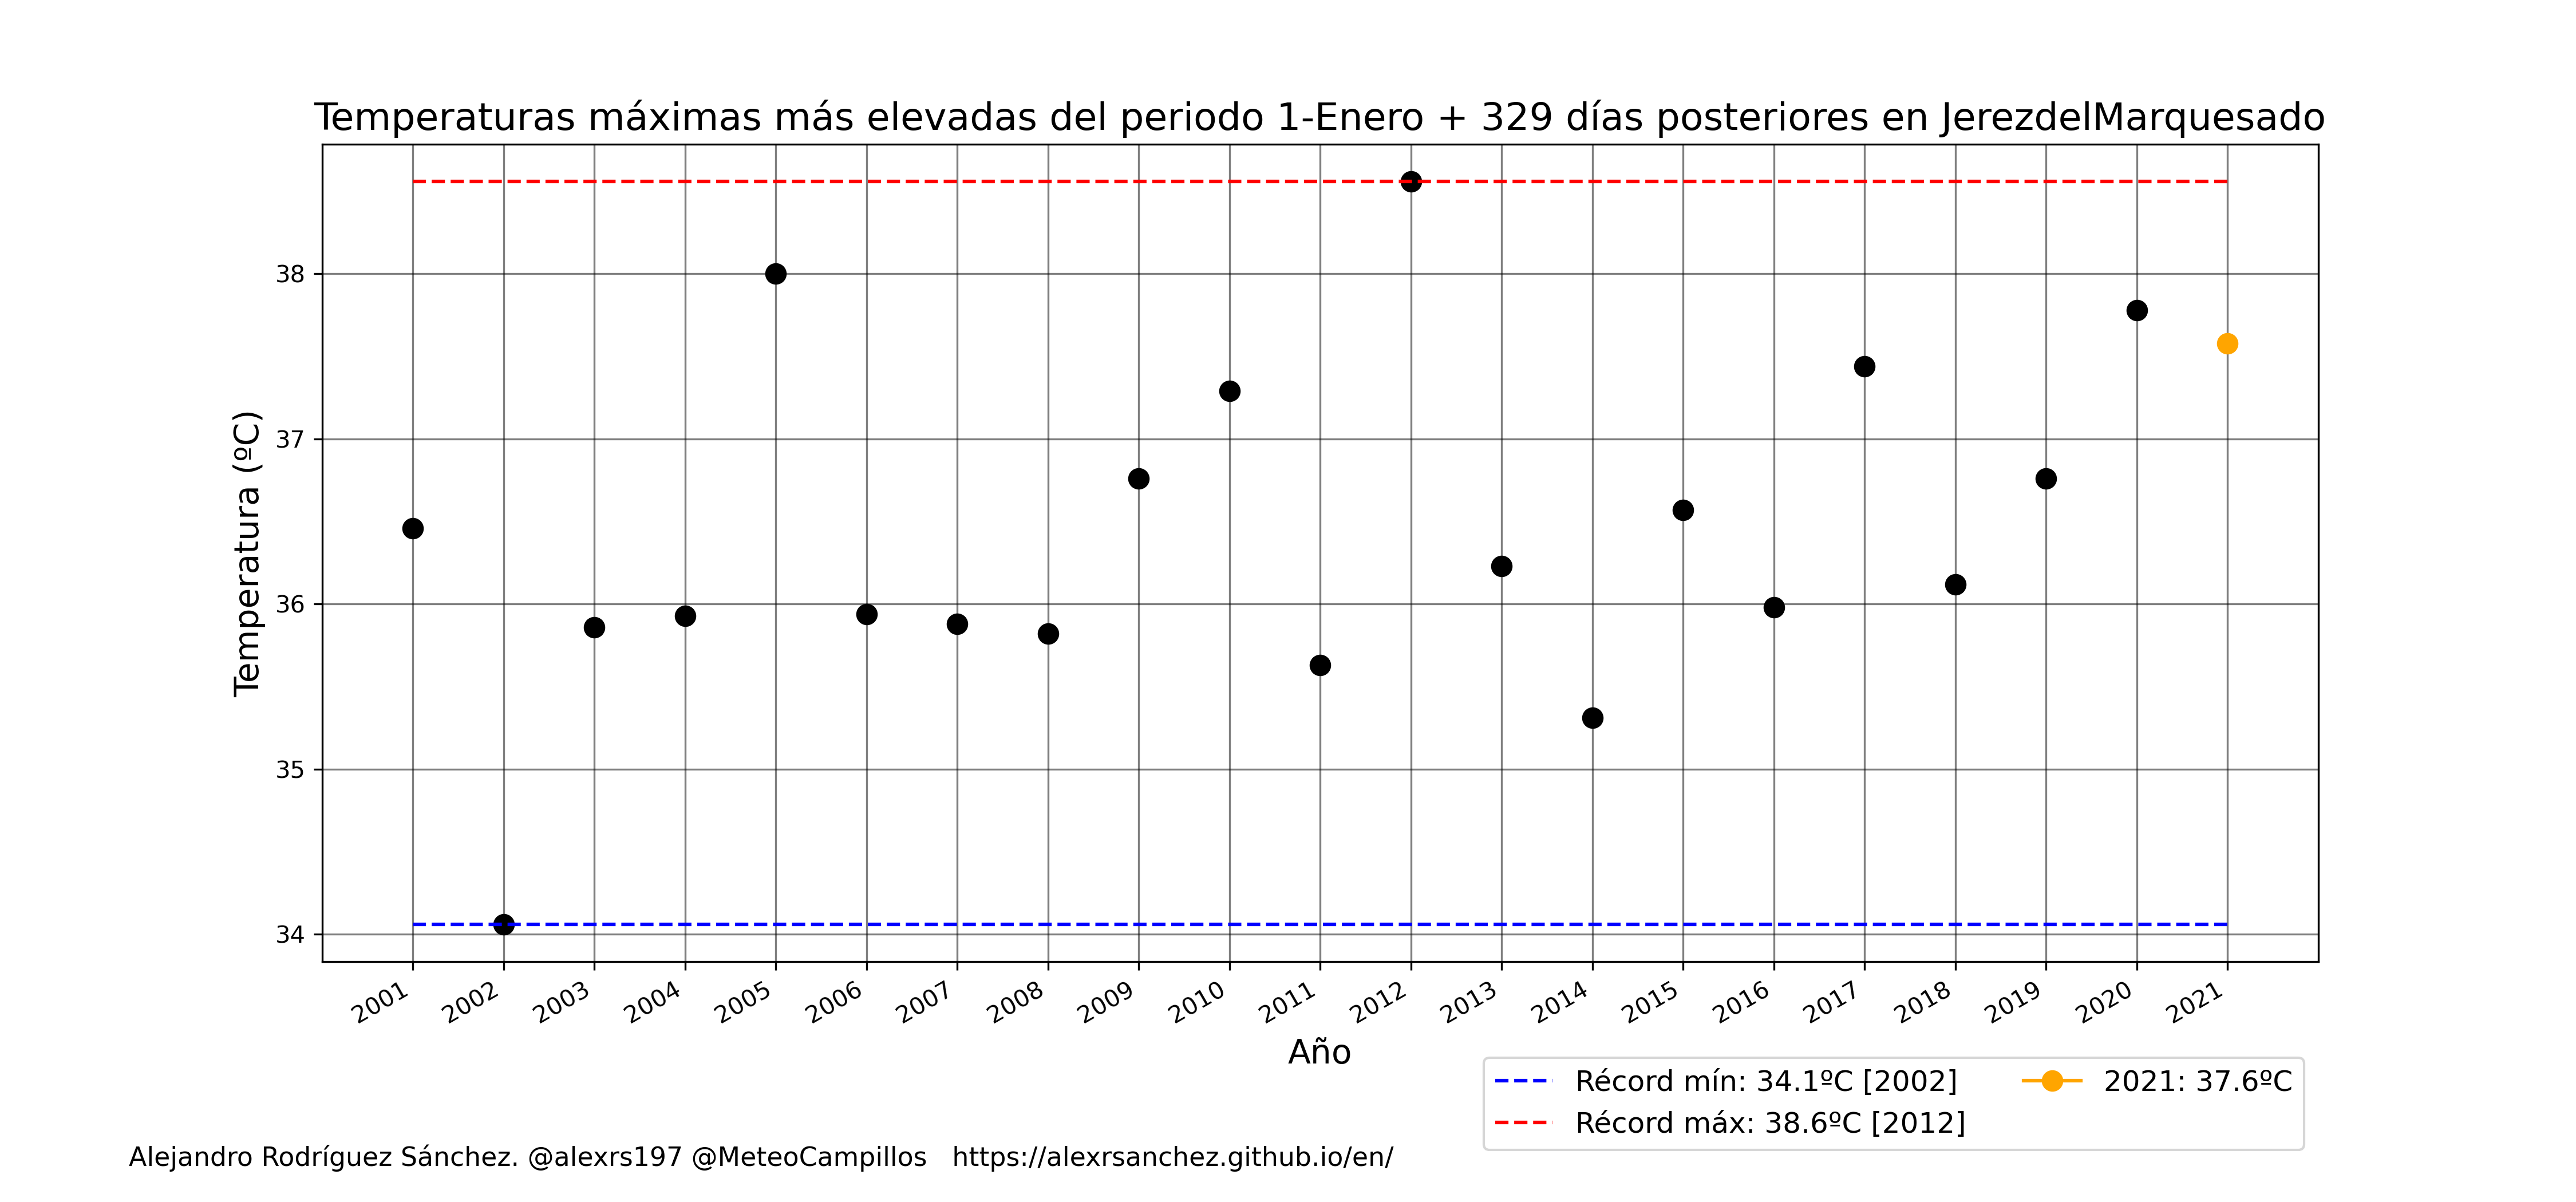 Temperaturas máximas más elevadas del periodo 1-Enero + 329 días posteriores en JerezdelMarquesado
Temperatura (ºC)
38
37
36
35
34
2001 2002 2003 2004 2005 2006 2007 2008 2009 2010 2011 2012 2013 2014 2015 2016 2017 2018 2019 2020 2021
Año
Récord mín: 34.1ºC [2002]
Récord máx: 38.6ºC [2012]
2021: 37.6ºC
Alejandro Rodríguez Sánchez. @alexrs197 @MeteoCampillos https://alexrsanchez.github.io/en/